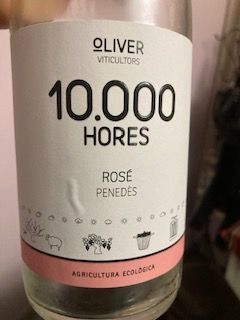 OLIVER
VITICULTORS
10.000
HORES
ROSÉ
PENEDÈS
AGRICULTURA ECOLÒGICA